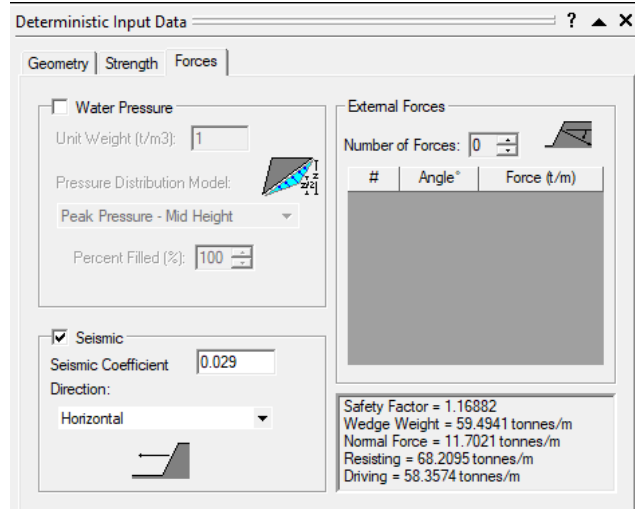 Deterministic Input Data
?
Geometry
Strength
Forces
Water Pressure
Unit Weight (t/m3): 1
Pressure Distribution Model:
z
z/2
Peak Pressure - Mid Height
Percent Filled (%): 100
Seismic
Seismic Coefficient 0.029
Direction:
Horizontal
External Forces
Number of Forces: 0
# Angle° Force (t/m)
Safety Factor = 1.16882
Wedge Weight = 59.4941 tonnes/m
Normal Force = 11.7021 tonnes/m
Resisting = 68.2095 tonnes/m
Driving = 58.3574 tonnes/m